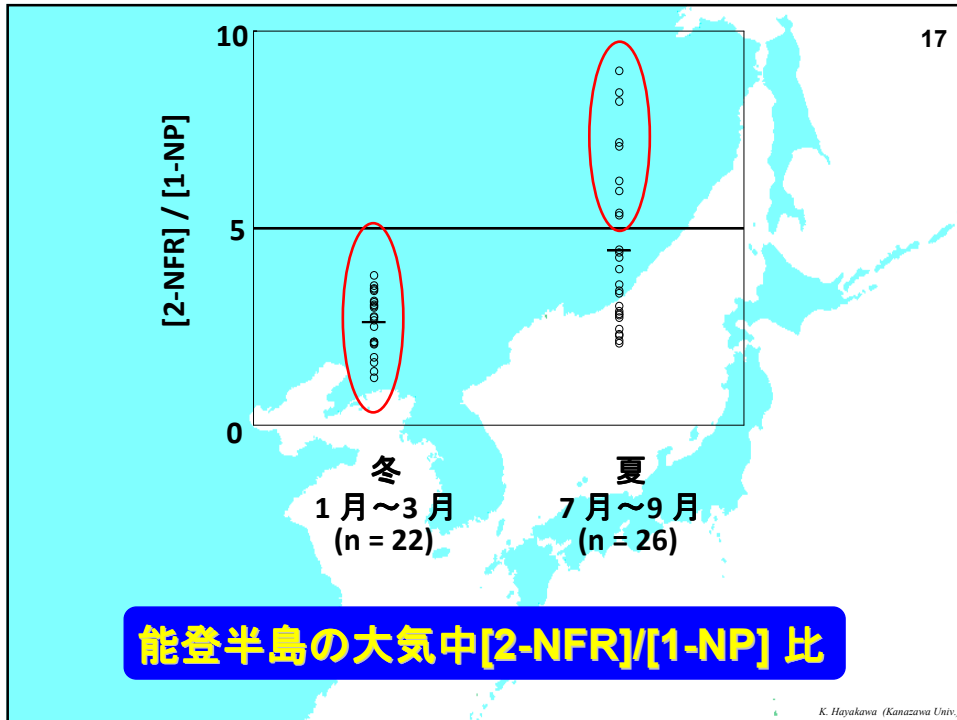 17
10
5
0
[2-NFR] / [1-NP]
冬
1 月～3 月
(n = 22)
夏
7 月～9 月
(n = 26)
能登半島の大気中[2-NFR]/[1-NP] 比
K. Hayakawa (Kanazawa Univ.)